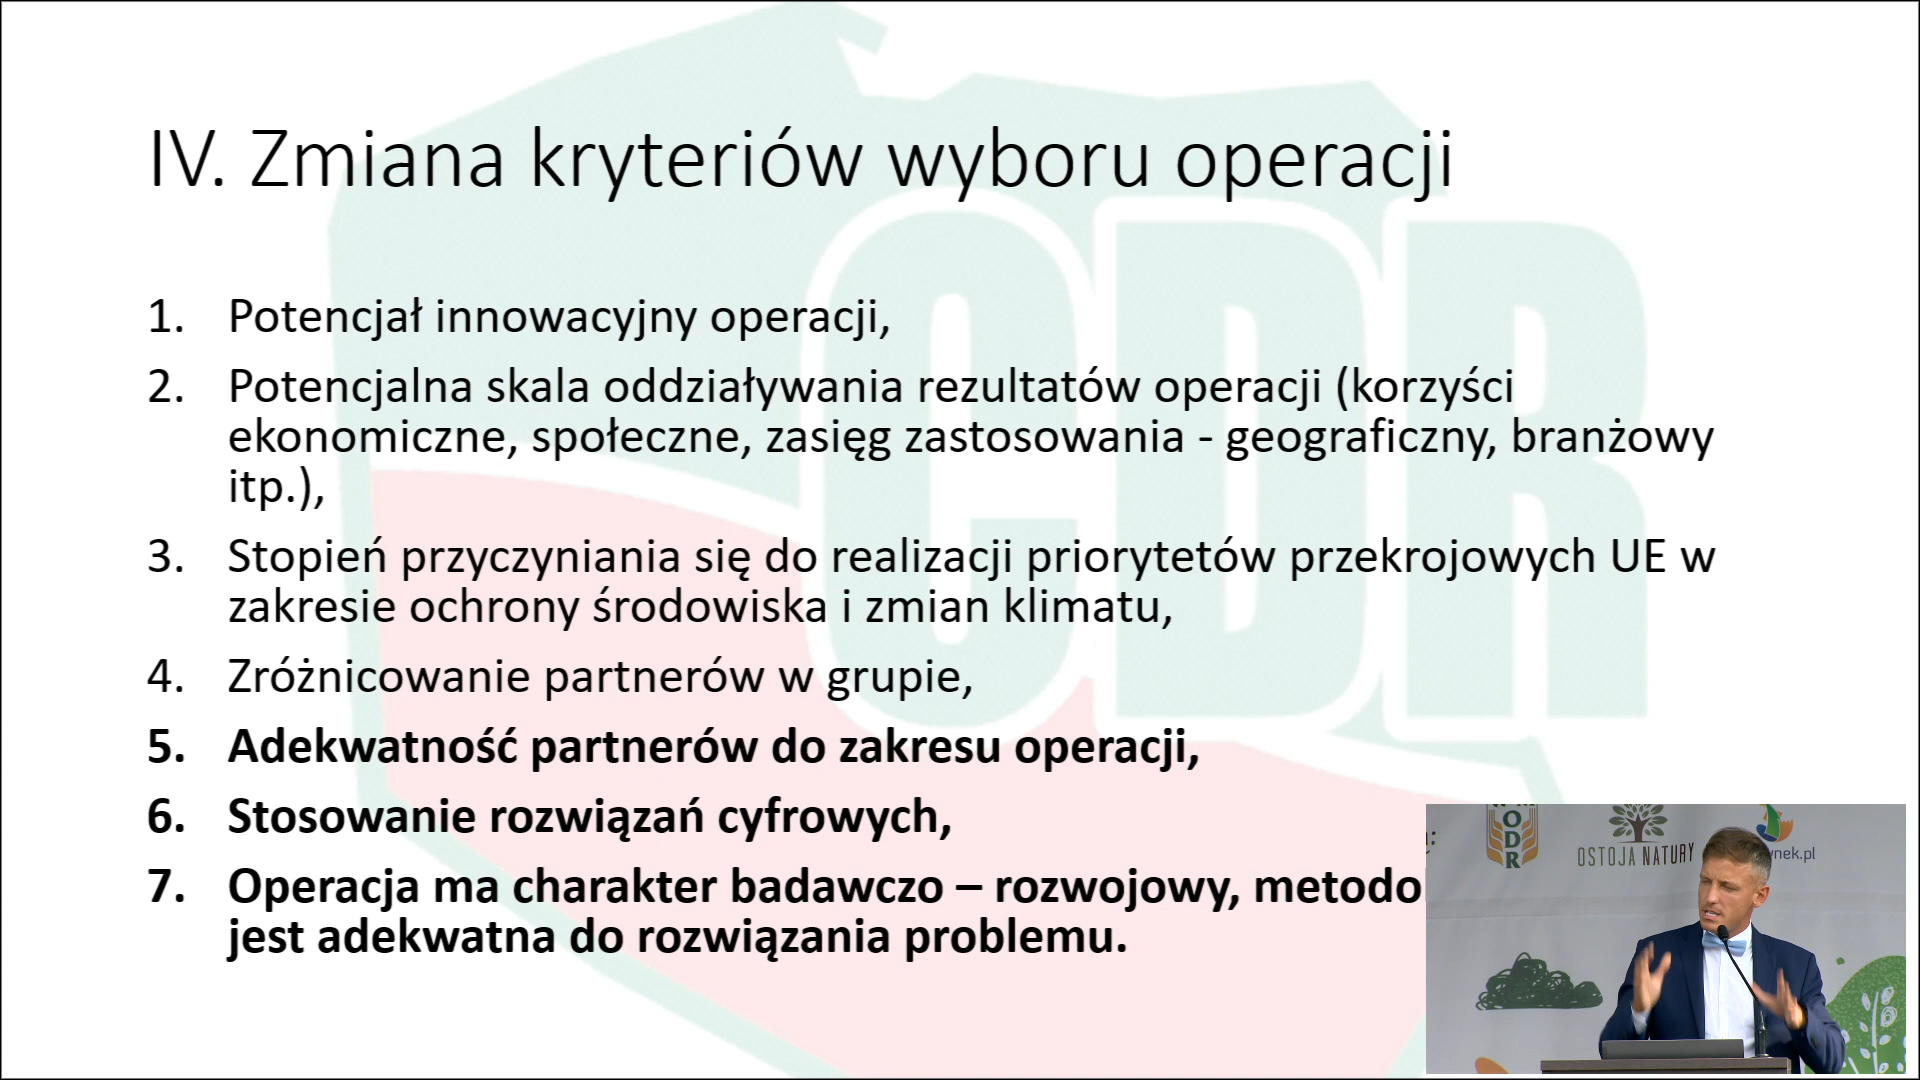 IV. Zmiana kryteriów wyboru operacji
1. Potencjał innowacyjny operacji,
2. Potencjalna skala oddziaływania rezultatów operacji (korzyści
ekonomiczne, społeczne, zasięg zastosowania - geograficzny, branżowy
itp.),
3. Stopień przyczyniania się do realizacji priorytetów przekrojowych UE w
zakresie ochrony środowiska i zmian klimatu,
4. Zróżnicowanie partnerów w grupie,
5. Adekwatność partnerów do zakresu operacji,
6. Stosowanie rozwiązań cyfrowych,
7. Operacja ma charakter badawczo – rozwojowy, metodo
jest adekwatna do rozwiązania problemu.
CDR
ODR
OSTOJA NATURY
ynek.pl